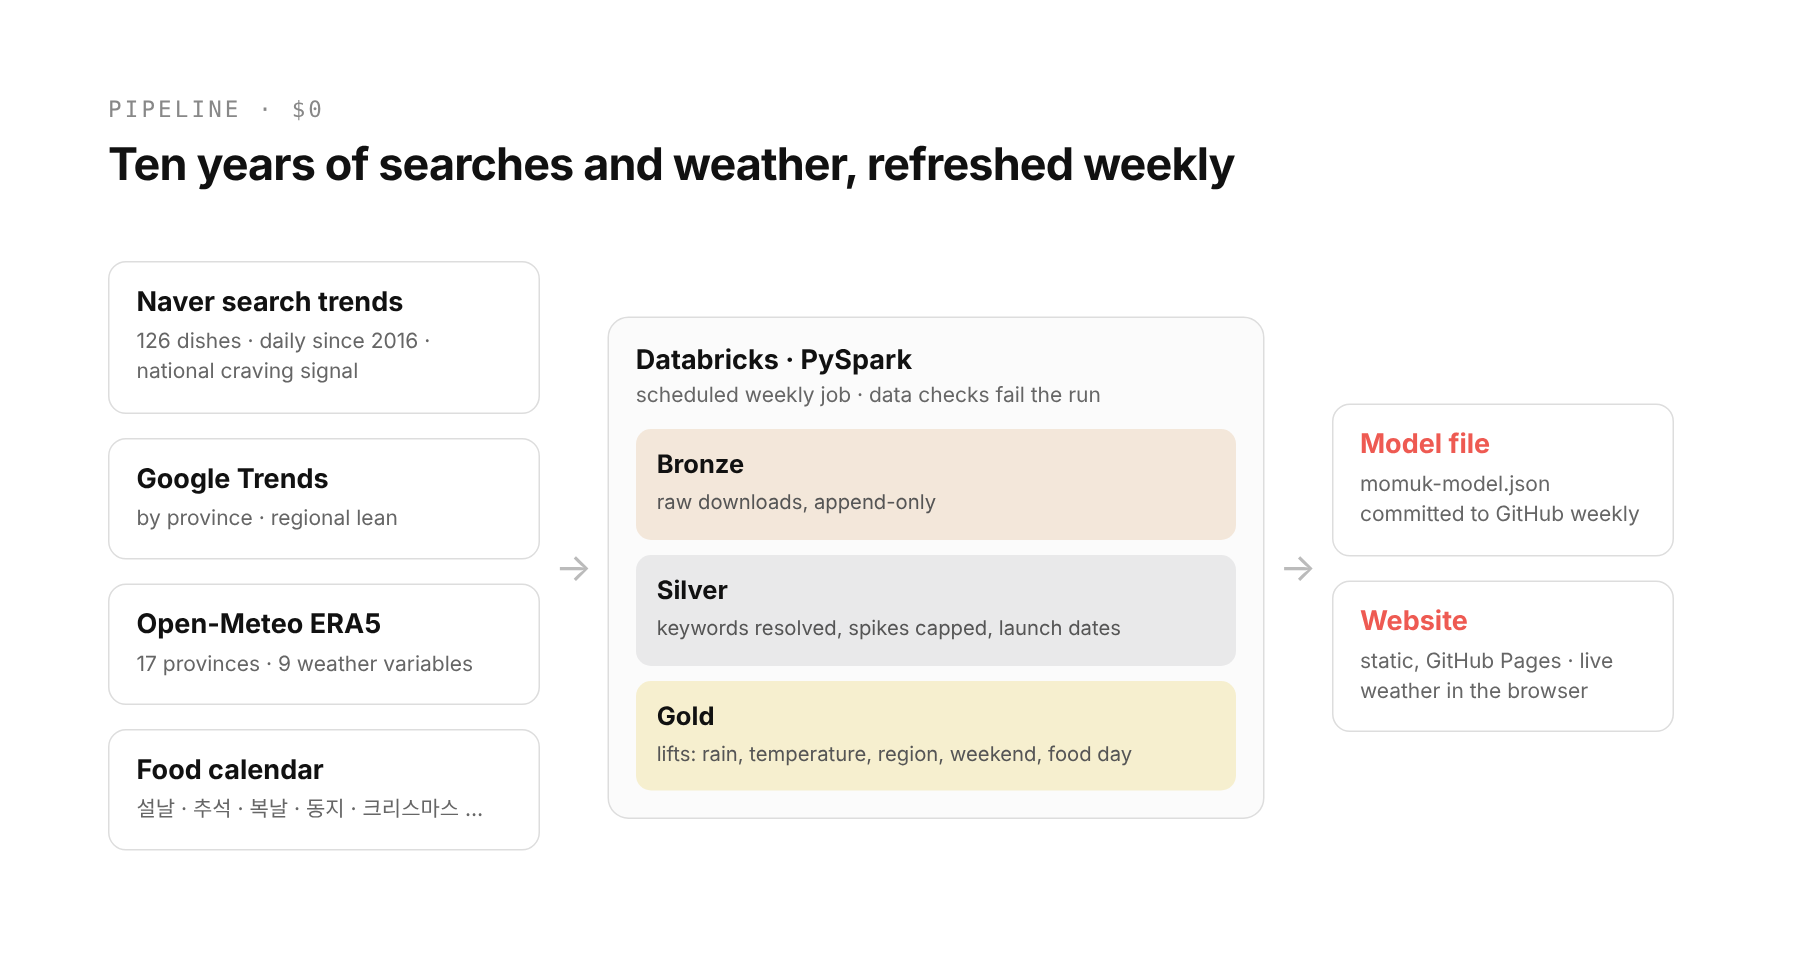 PIPELINE · $0
Ten years of searches and weather, refreshed weekly
Naver search trends
126 dishes · daily since 2016 ·
national craving signal
Google Trends
by province · regional lean
Open-Meteo ERA5
17 provinces · 9 weather variables
Food calendar
설날 · 추석 · 복날 · 동지 · 크리스마스 ...
→
Databricks · PySpark
scheduled weekly job · data checks fail the run
Bronze
raw downloads, append-only
Silver
keywords resolved, spikes capped, launch dates
Gold
lifts: rain, temperature, region, weekend, food day
→
Model file
momuk-model.json
committed to GitHub weekly
Website
static, GitHub Pages · live
weather in the browser